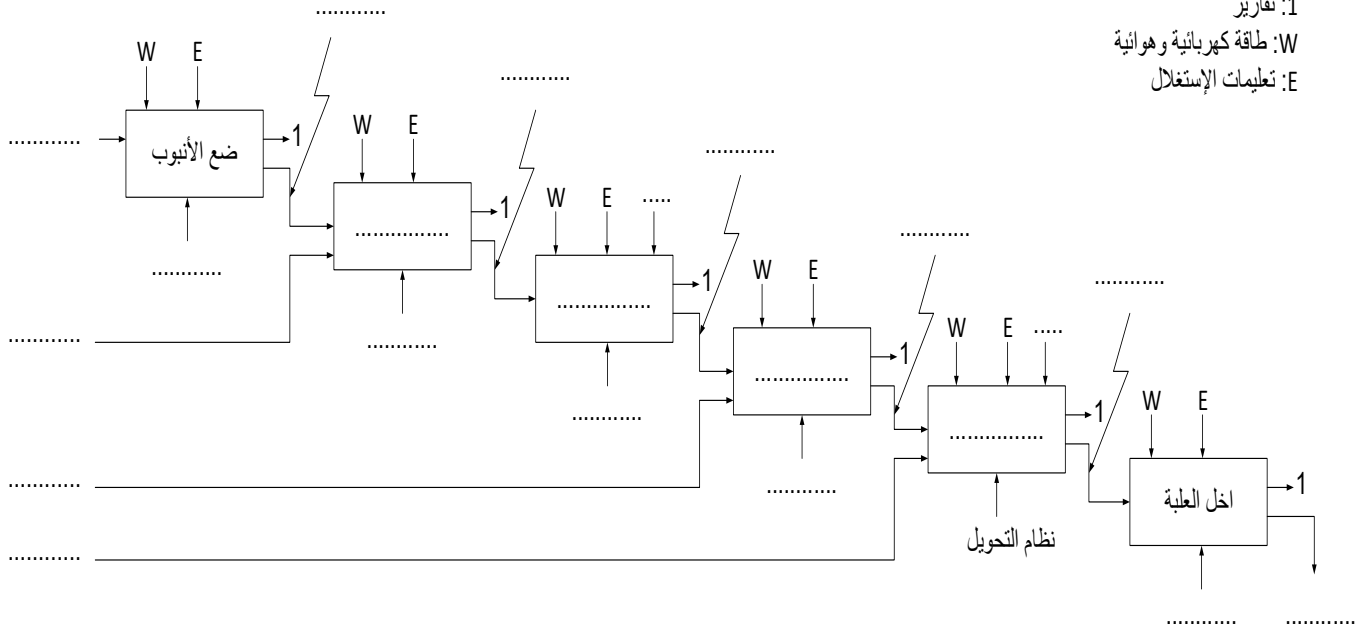 1: تقارير
W: طاقة كهربائية وهوائية
E: تعليمات الإستغلال
............
W E
............ ضع الأنبوب 1
............
............
W E
............... 1
............
............
............
W E .....
............... 1
............
............
W E
............... 1
............
............
............
W E .....
............... 1
نظام التحويل
............
............
W E
اخل العلبة 1
............ ............